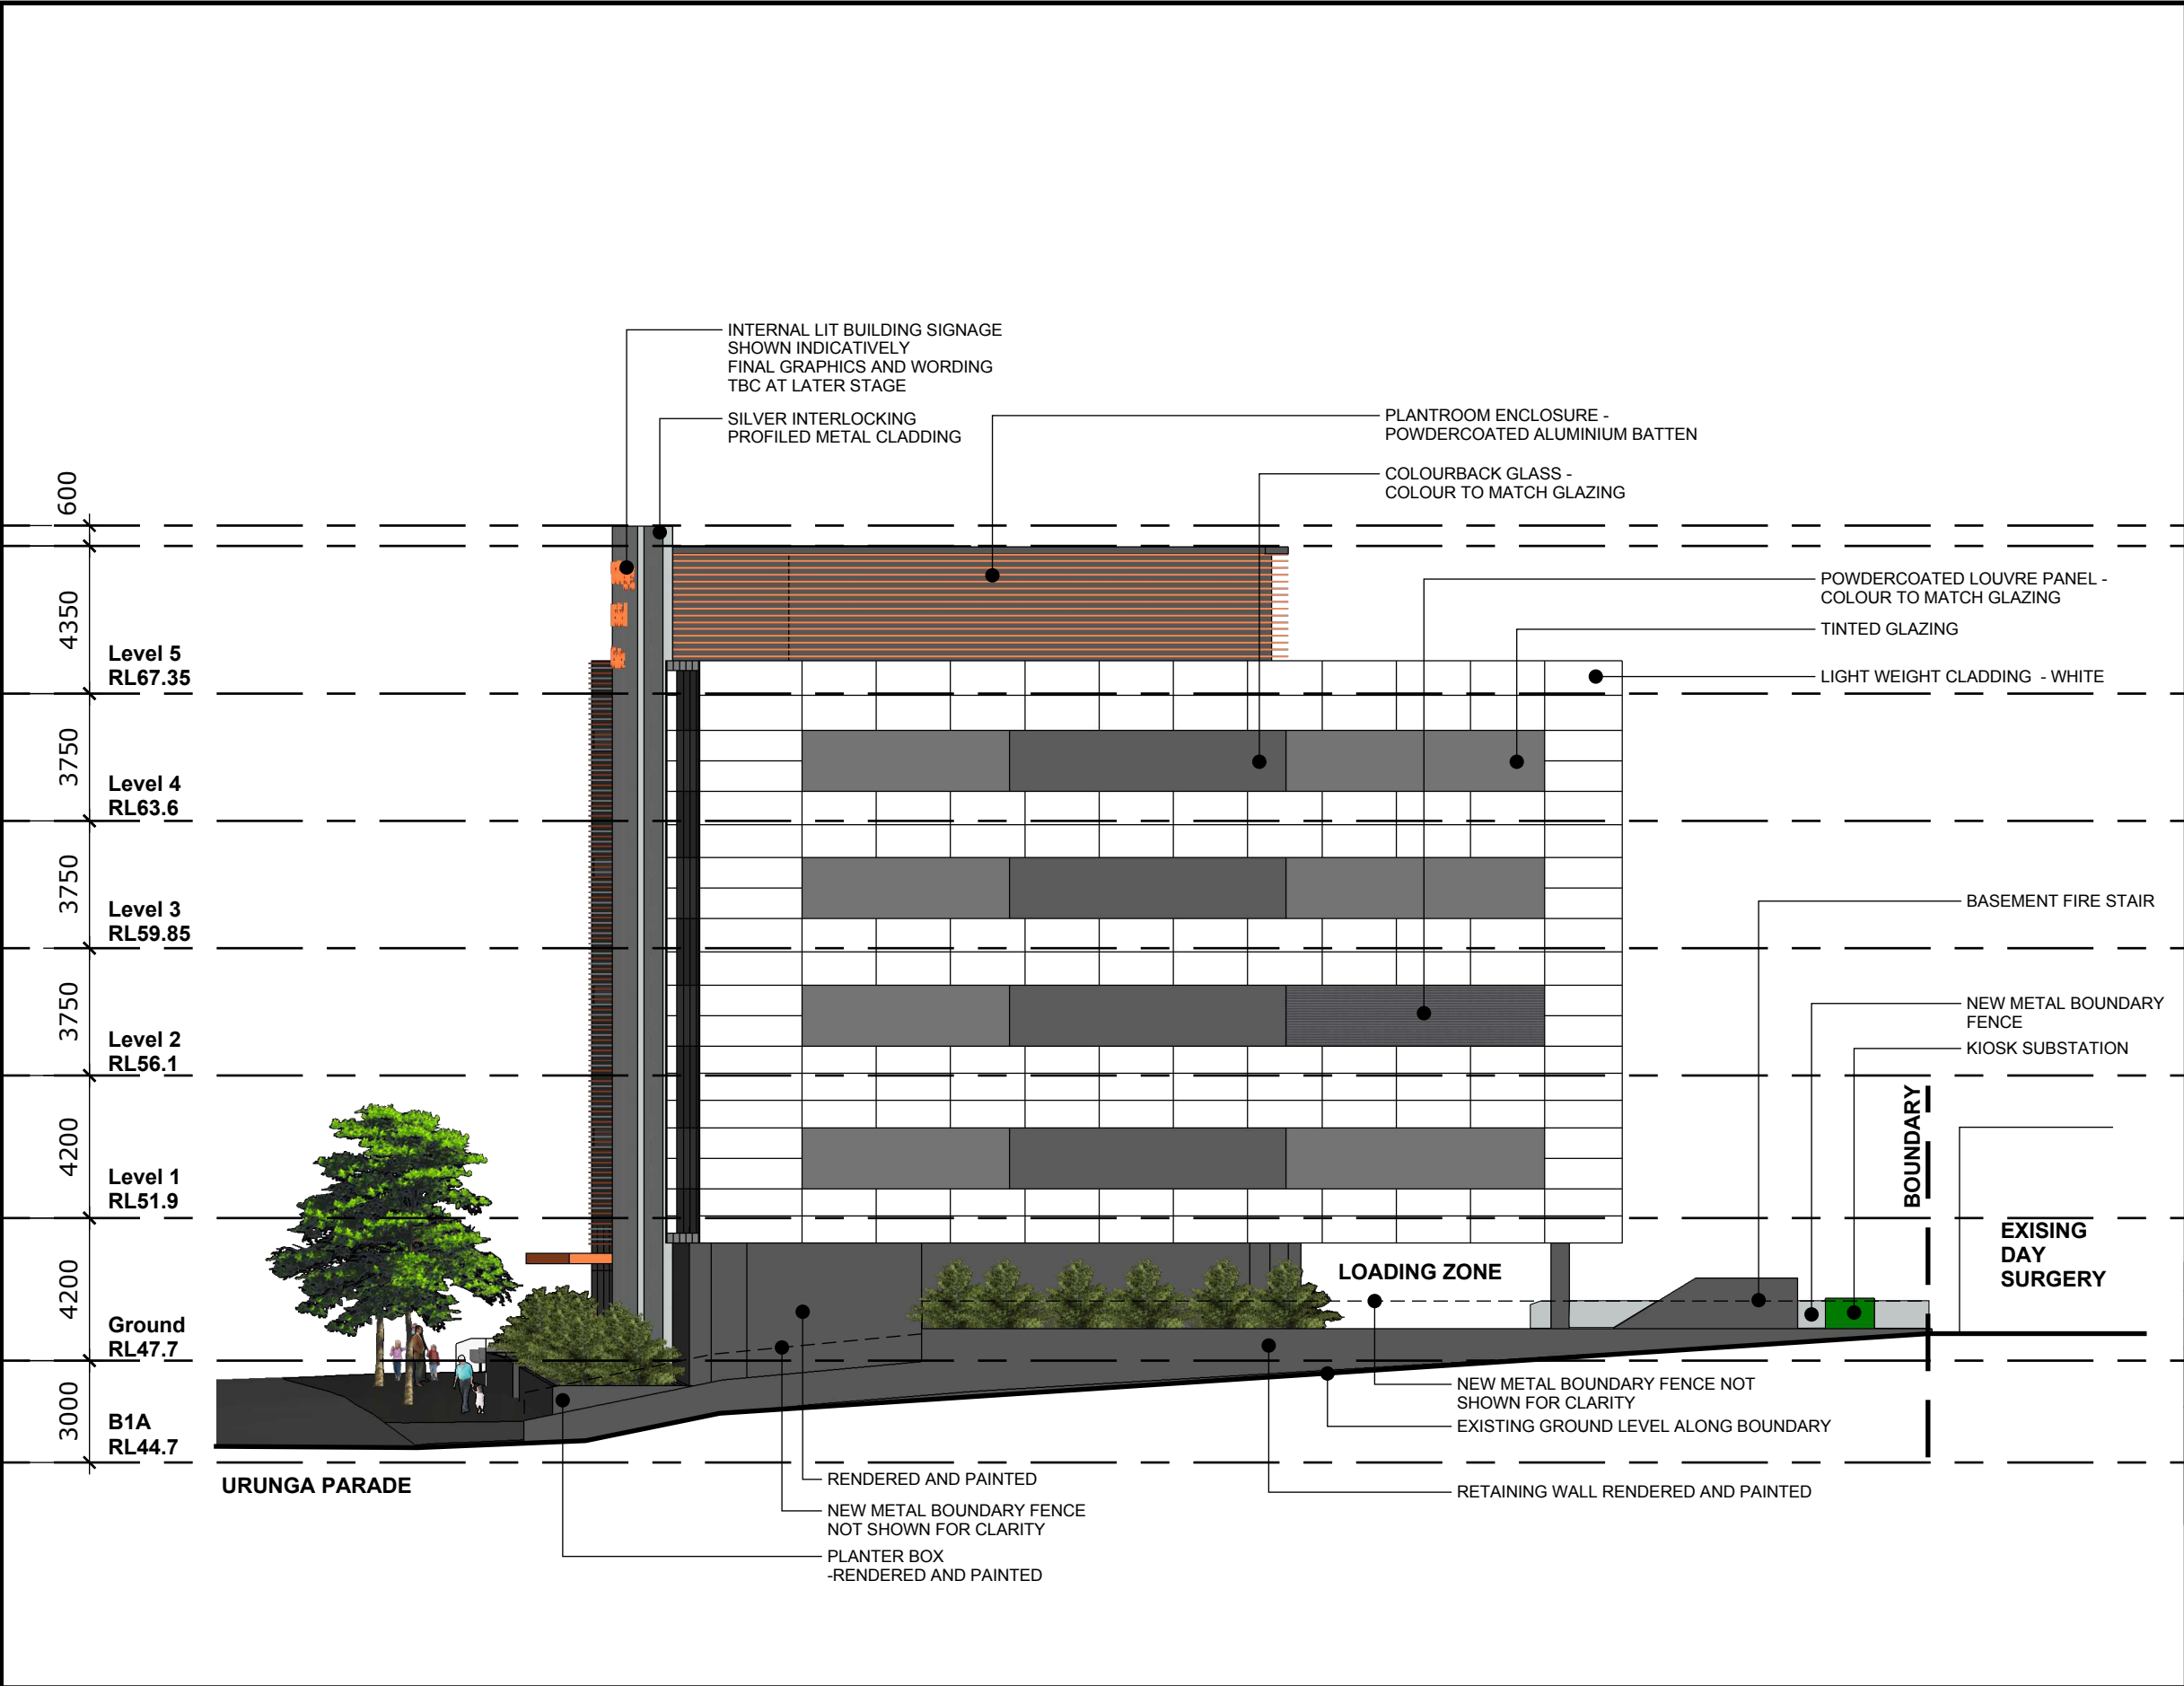 INTERNAL LIT BUILDING SIGNAGE
SHOWN INDICATIVELY
FINAL GRAPHICS AND WORDING
TBC AT LATER STAGE
SILVER INTERLOCKING
PROFILED METAL CLADDING
PLANTROOM ENCLOSURE -
POWDERCOATED ALUMINIUM BATTEN
COLOURBACK GLASS -
COLOUR TO MATCH GLAZING
POWDERCOATED LOUVRE PANEL -
COLOUR TO MATCH GLAZING
TINTED GLAZING
LIGHT WEIGHT CLADDING - WHITE
600
4350
Level 5
RL67.35
3750
Level 4
RL63.6
3750
Level 3
RL59.85
3750
Level 2
RL56.1
4200
Level 1
RL51.9
4200
Ground
RL47.7
3000
B1A
RL44.7
BASEMENT FIRE STAIR
NEW METAL BOUNDARY
FENCE
KIOSK SUBSTATION
BOUNDARY
EXISING
DAY
SURGERY
LOADING ZONE
NEW METAL BOUNDARY FENCE NOT
SHOWN FOR CLARITY
EXISTING GROUND LEVEL ALONG BOUNDARY
RETAINING WALL RENDERED AND PAINTED
URUNGA PARADE
RENDERED AND PAINTED
NEW METAL BOUNDARY FENCE
NOT SHOWN FOR CLARITY
PLANTER BOX
-RENDERED AND PAINTED